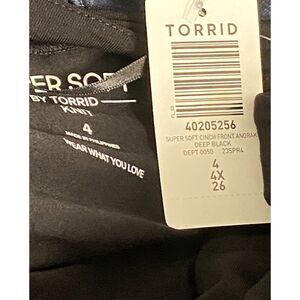 PER SOFT
BY TORRID
KNIT
4
MADE IN PHILIPPINES
WEAR WHAT YOU LOVE
TORRID
40205256
SUPER SOFT CINCH FRONT ANORAK
DEEP BLACK
DEPT 0050 235PR4
4
4X
26